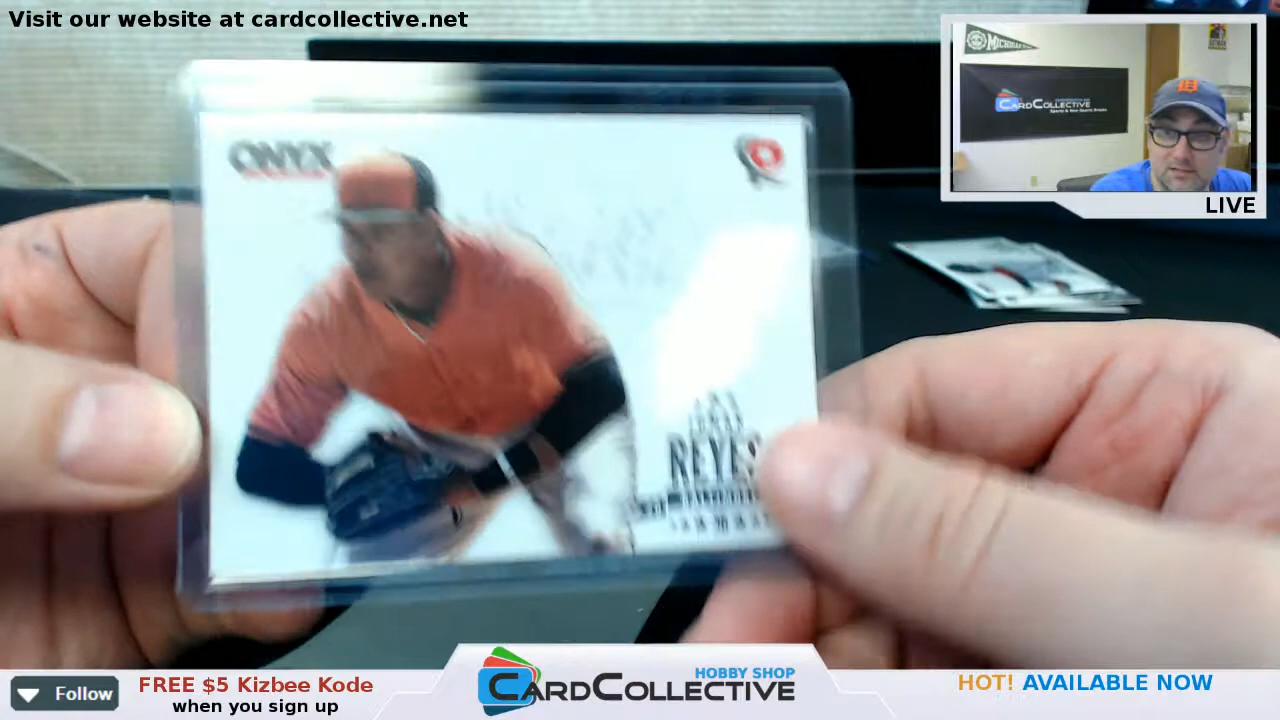 Visit our website at cardcollective.net
MICHIGAN
CARDCOLLECTIVE
LIVE
ONYX
REYES
Follow
FREE $5 Kizbee Kode
when you sign up
HOBBY SHOP
CARDCOLLECTIVE
HOT! AVAILABLE NOW